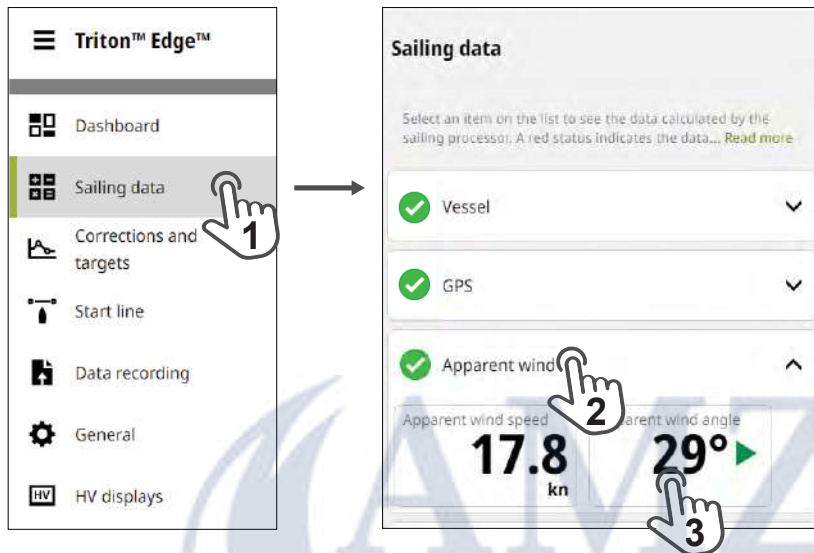 Triton™ Edge™
Dashboard
Sailing data
1
Corrections and
targets
Start line
Data recording
General
HV
HV displays
Sailing data
Select an item on the list to see the data calculated by the
sailing processor. A red status indicates the data... Read more
Vessel
GPS
Apparent wind
2
Apparent wind speed
17.8
kn
arent wind angle
29°
3
AMZ